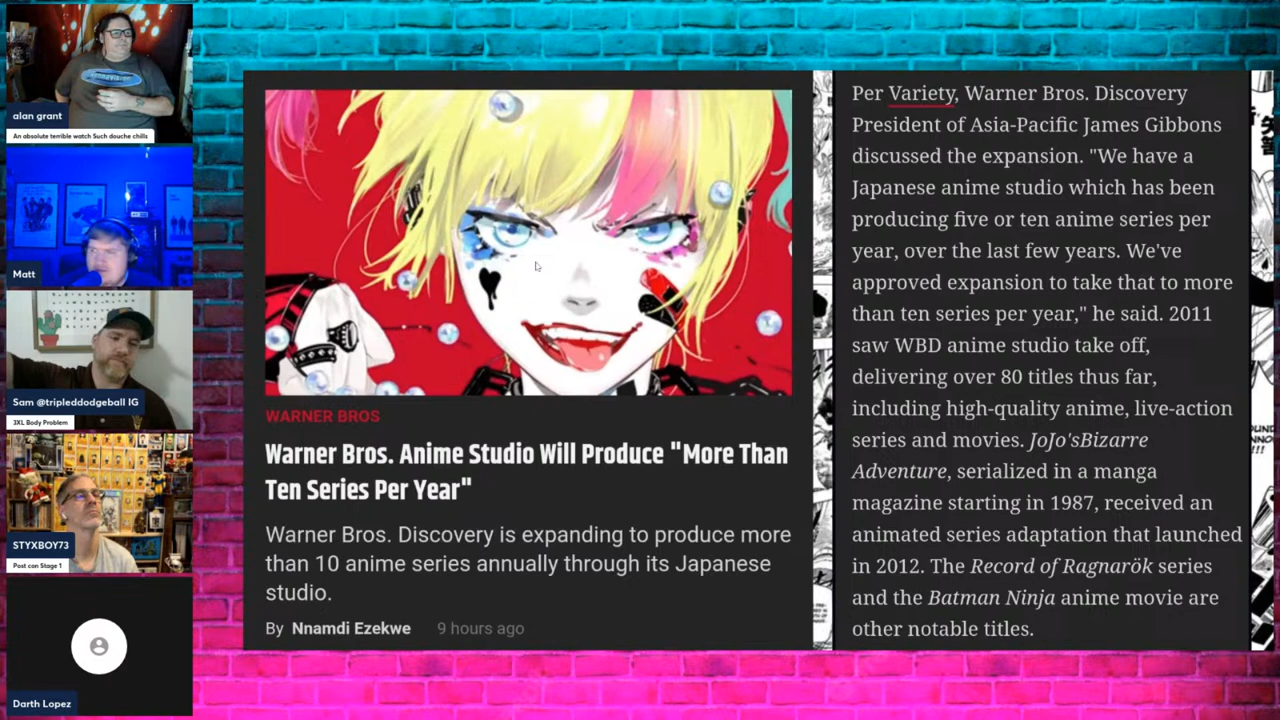 alan grant
An absolute terrible watch Such douche chills
Matt
Sam @tripleddodgeball IG
3XL Body Problem
STYXBOY73
Post con Stage 1
Darth Lopez
WARNER BROS
Warner Bros. Anime Studio Will Produce "More Than
Ten Series Per Year"
Warner Bros. Discovery is expanding to produce more
than 10 anime series annually through its Japanese
studio.
By Nnamdi Ezekwe 9 hours ago
Per Variety, Warner Bros. Discovery
President of Asia-Pacific James Gibbons
discussed the expansion. "We have a
Japanese anime studio which has been
producing five or ten anime series per
year, over the last few years. We've
approved expansion to take that to more
than ten series per year," he said. 2011
saw WBD anime studio take off,
delivering over 80 titles thus far,
including high-quality anime, live-action
series and movies. JoJo'sBizarre
Adventure, serialized in a manga
magazine starting in 1987, received an
animated series adaptation that launched
in 2012. The Record of Ragnarök series
and the Batman Ninja anime movie are
other notable titles.